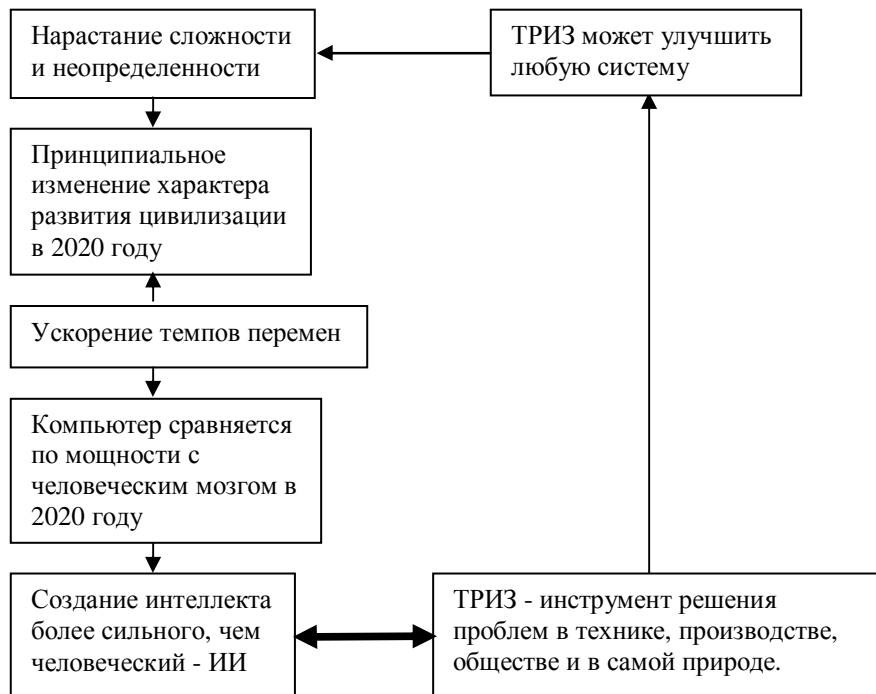 Нарастание сложности
и неопределенности
ТРИЗ может улучшить
любую систему
Принципиальное
изменение характера
развития цивилизации
в 2020 году
Ускорение темпов перемен
Компьютер сравняется
по мощности с
человеческим мозгом в
2020 году
Создание интеллекта
более сильного, чем
человеческий - ИИ
ТРИЗ - инструмент решения
проблем в технике, производстве,
обществе и в самой природе.